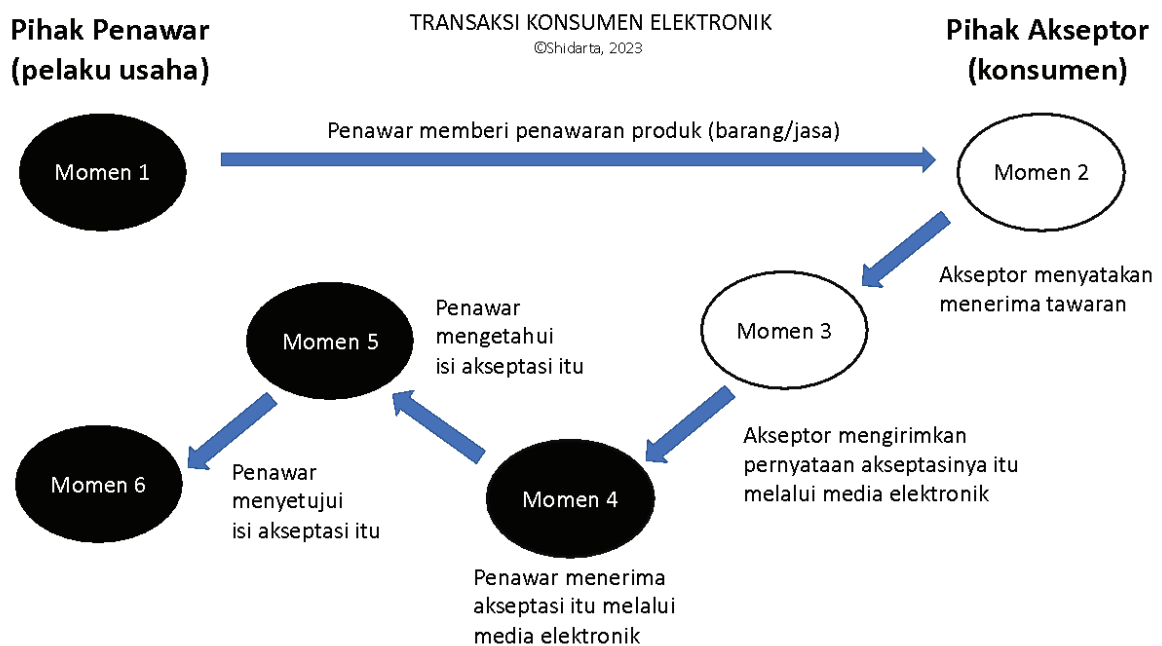 TRANSAKSI KONSUMEN ELEKTRONIK
©Shidarta, 2023
Pihak Penawar
(pelaku usaha)
Pihak Akseptor
(konsumen)
Penawar memberi penawaran produk (barang/jasa)
Momen 1
Momen 2
Akseptor menyatakan
menerima tawaran
Momen 3
Akseptor mengirimkan
pernyataan akseptasinya itu
melalui media elektronik
Momen 4
Penawar menerima
akseptasi itu melalui
media elektronik
Momen 5
Penawar
mengetahui
isi akseptasi itu
Momen 6
Penawar
menyetujui
isi akseptasi itu